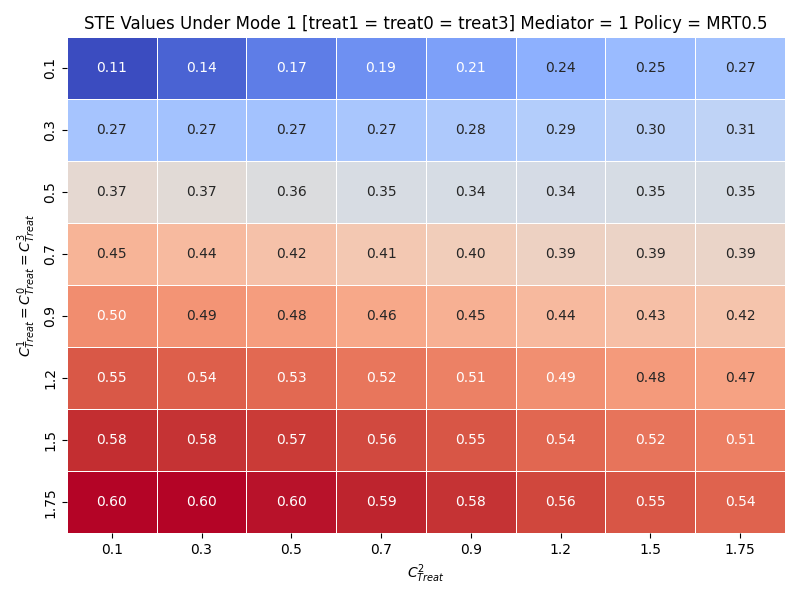 STE Values Under Mode 1 [treat1 = treat0 = treat3] Mediator = 1 Policy = MRT0.5
0.1 0.11 0.14 0.17 0.19 0.21 0.24 0.25 0.27
0.3 0.27 0.27 0.27 0.27 0.28 0.29 0.30 0.31
0.5 0.37 0.37 0.36 0.35 0.34 0.34 0.35 0.35
0.7 0.45 0.44 0.42 0.41 0.40 0.39 0.39 0.39
0.9 0.50 0.49 0.48 0.46 0.45 0.44 0.43 0.42
1.2 0.55 0.54 0.53 0.52 0.51 0.49 0.48 0.47
1.5 0.58 0.58 0.57 0.56 0.55 0.54 0.52 0.51
1.75 0.60 0.60 0.60 0.59 0.58 0.56 0.55 0.54
0.1 0.3 0.5 0.7 0.9 1.2 1.5 1.75
C²_Treat
C¹_Treat = C⁰_Treat = C³_Treat